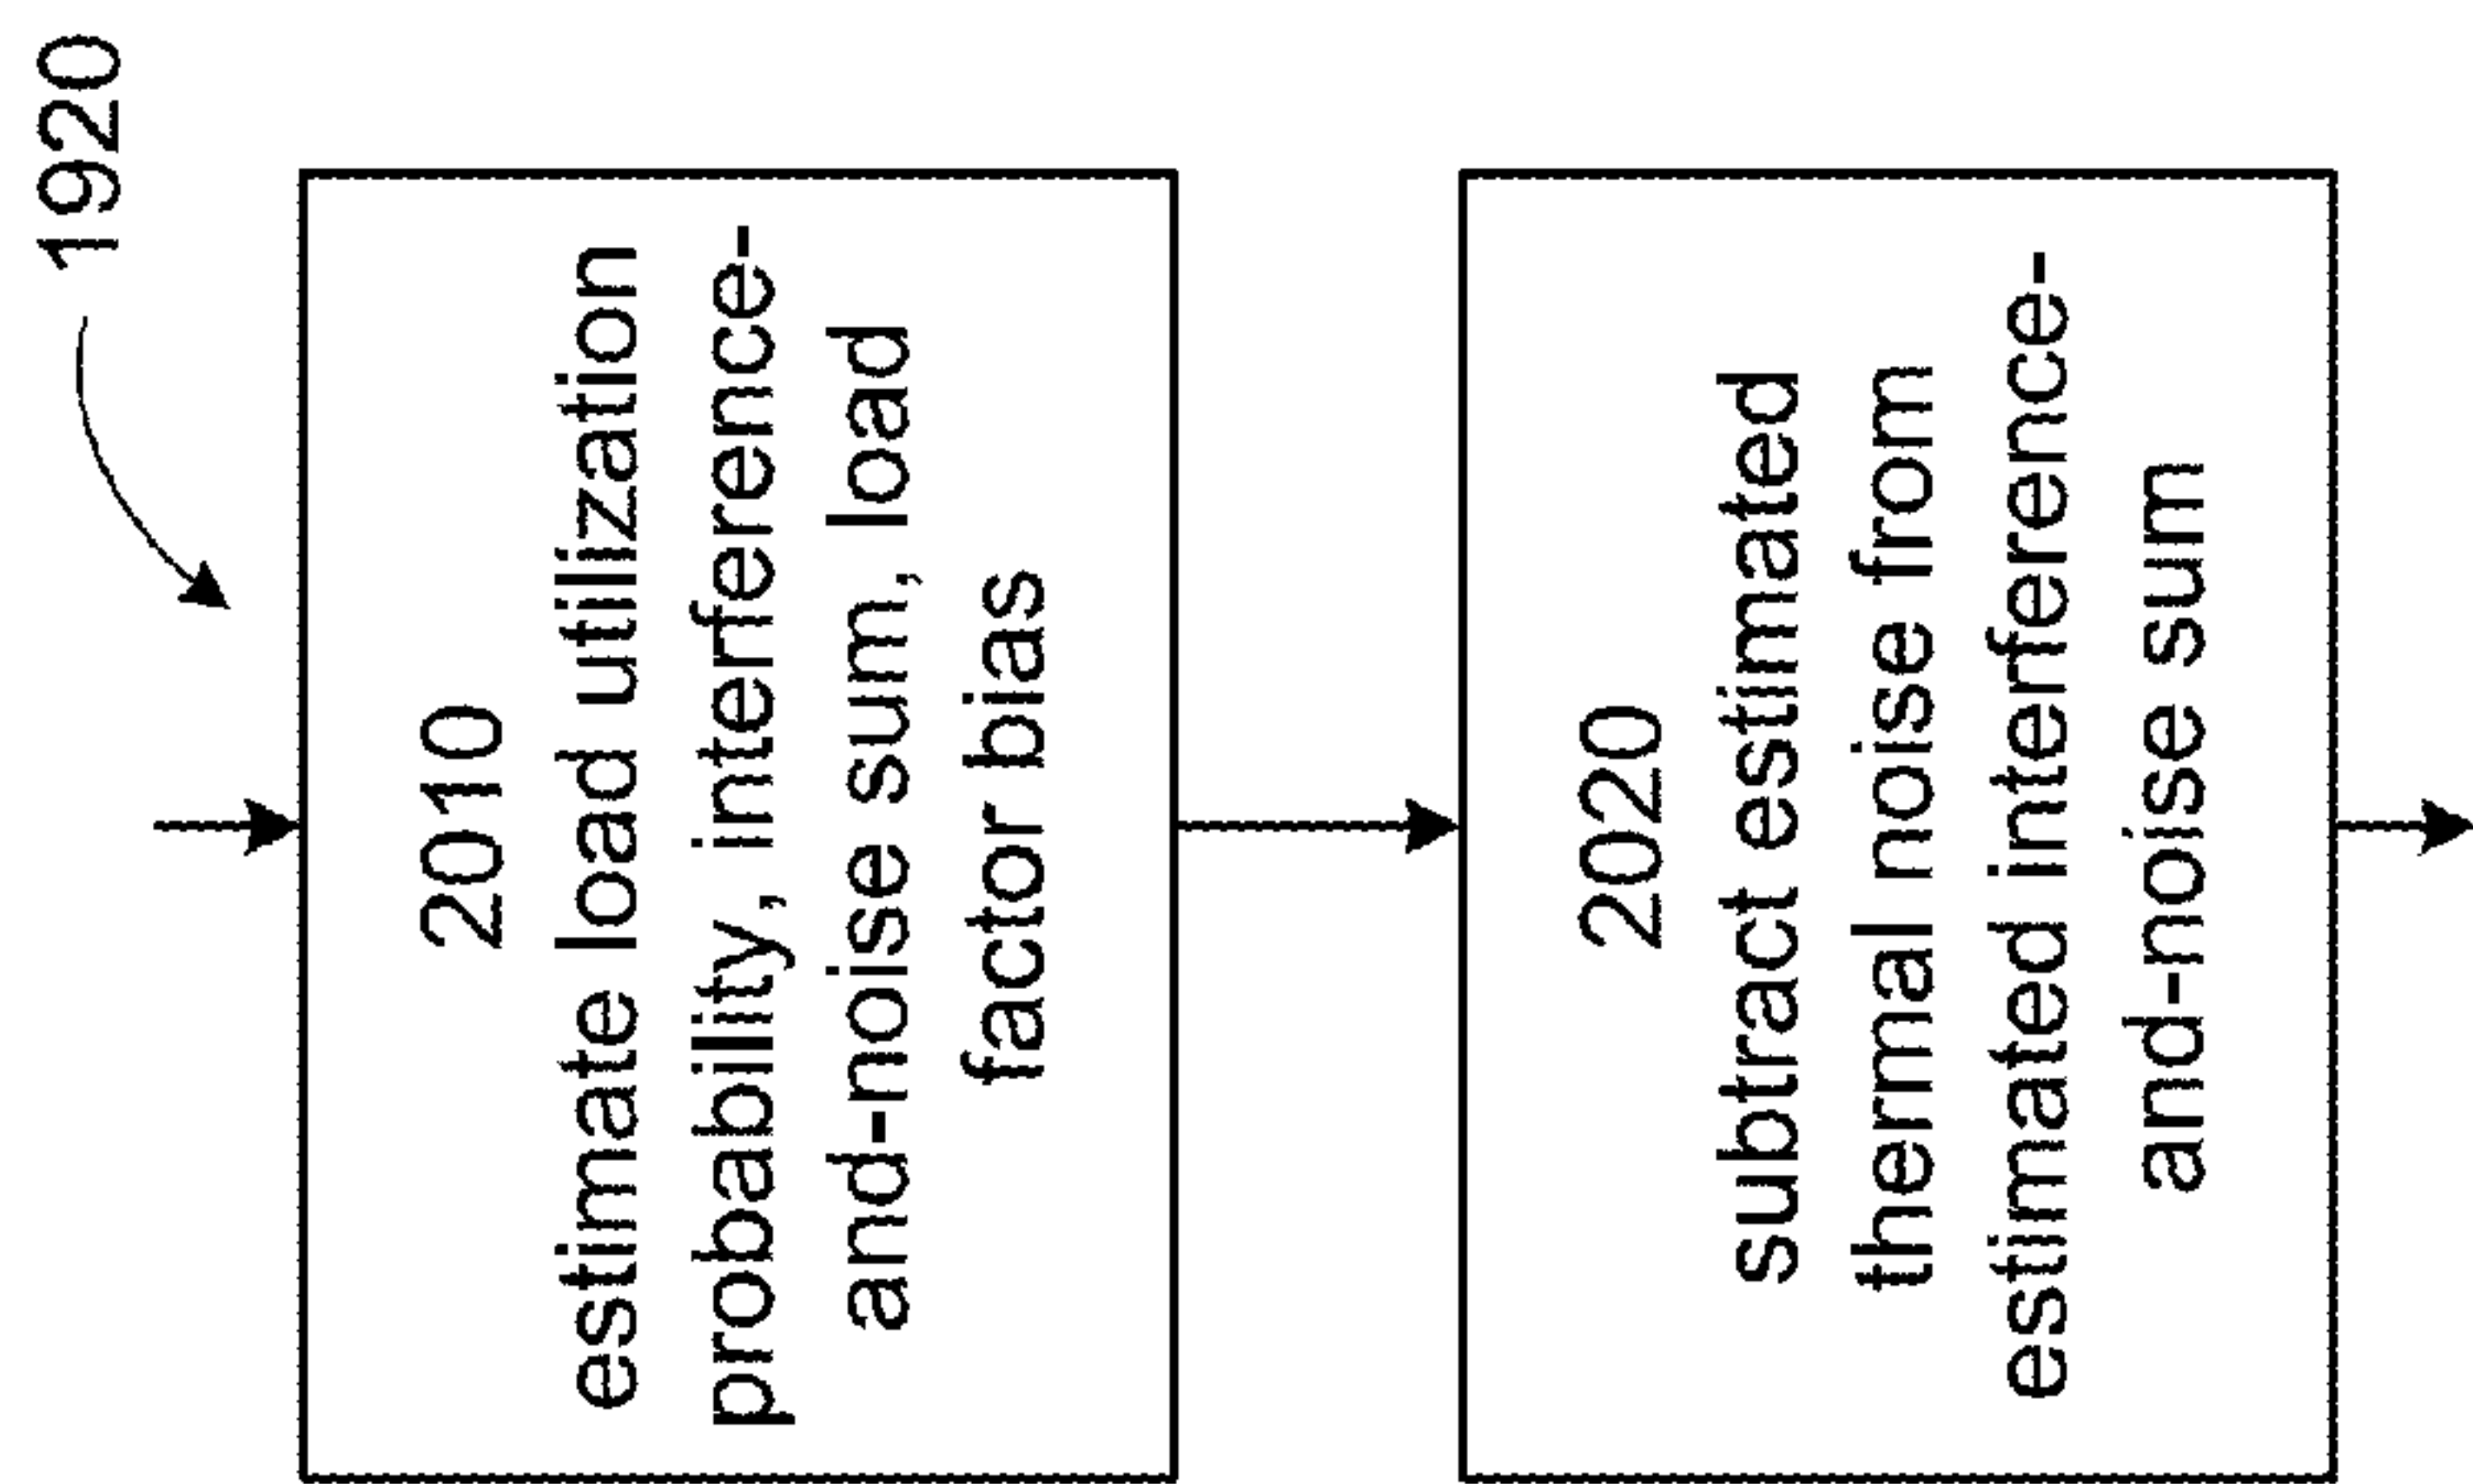 1920
2010
estimate load utilization
probability, interference-
and-noise sum, load
factor bias
2020
subtract estimated
thermal noise from
estimated interference-
and-noise sum